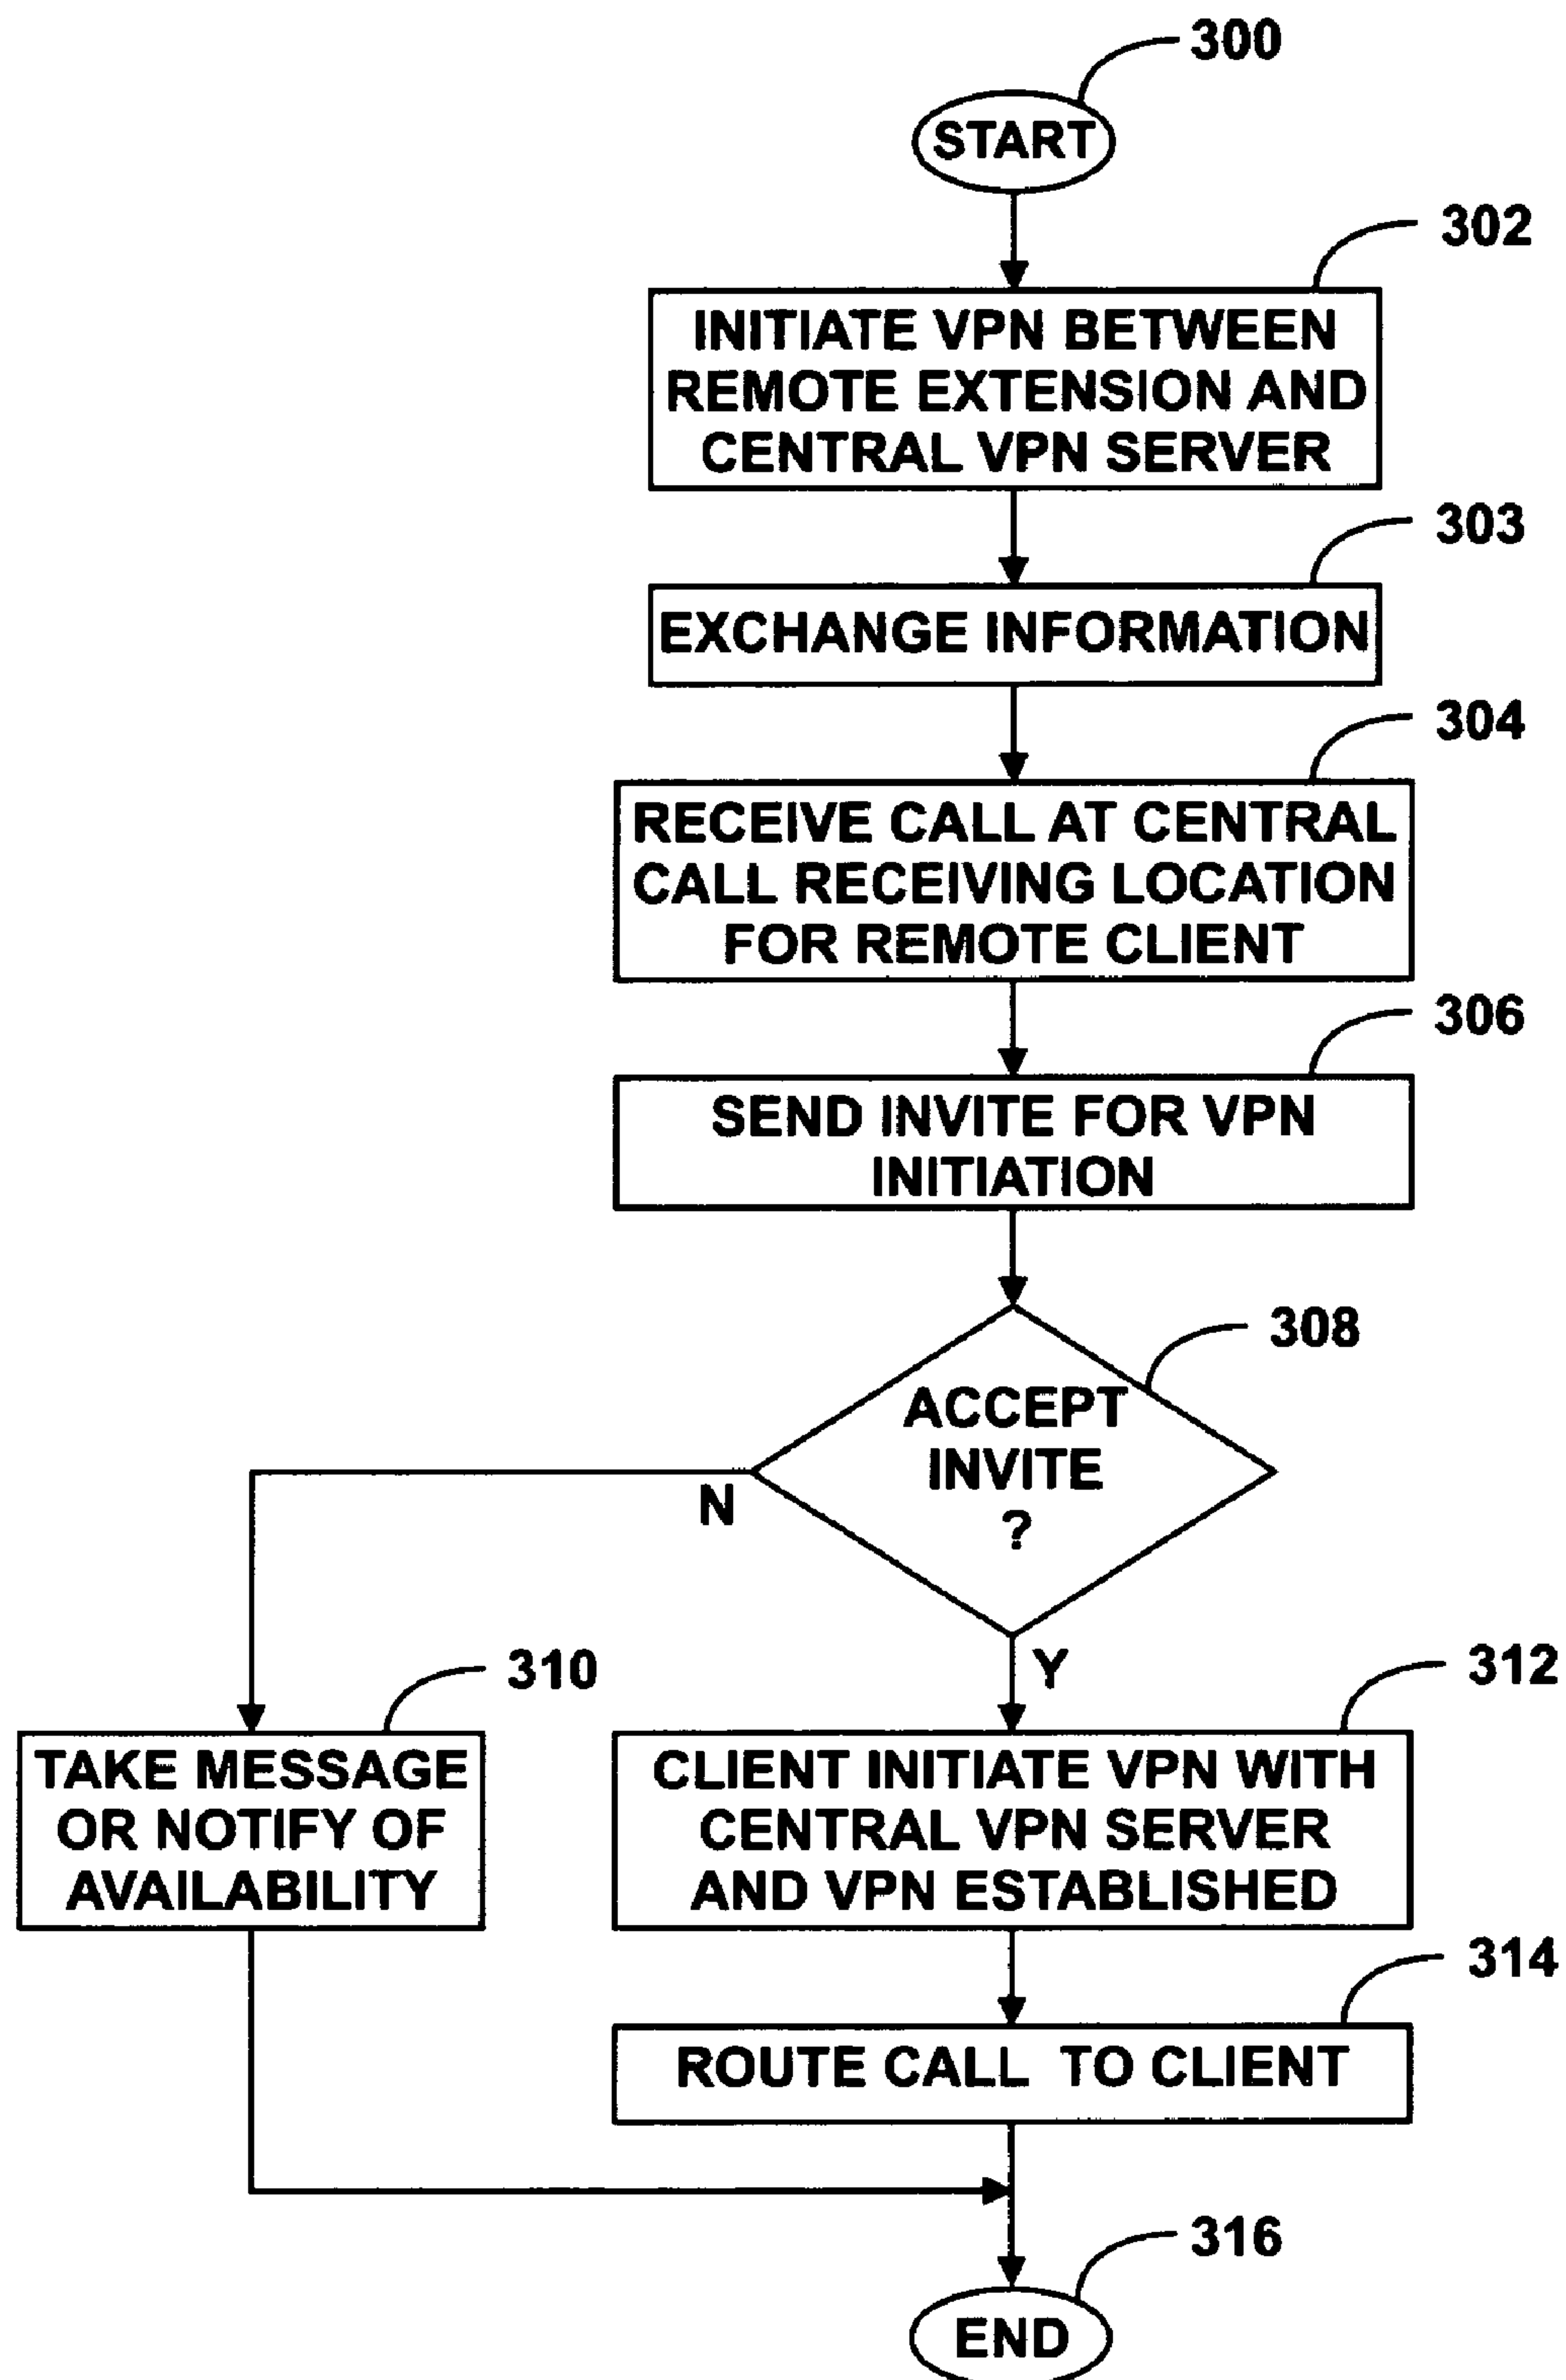 300
START
302
INITIATE VPN BETWEEN
REMOTE EXTENSION AND
CENTRAL VPN SERVER
303
EXCHANGE INFORMATION
304
RECEIVE CALL AT CENTRAL
CALL RECEIVING LOCATION
FOR REMOTE CLIENT
306
SEND INVITE FOR VPN
INITIATION
308
ACCEPT
INVITE
?
N
Y
310
TAKE MESSAGE
OR NOTIFY OF
AVAILABILITY
312
CLIENT INITIATE VPN WITH
CENTRAL VPN SERVER
AND VPN ESTABLISHED
314
ROUTE CALL TO CLIENT
316
END